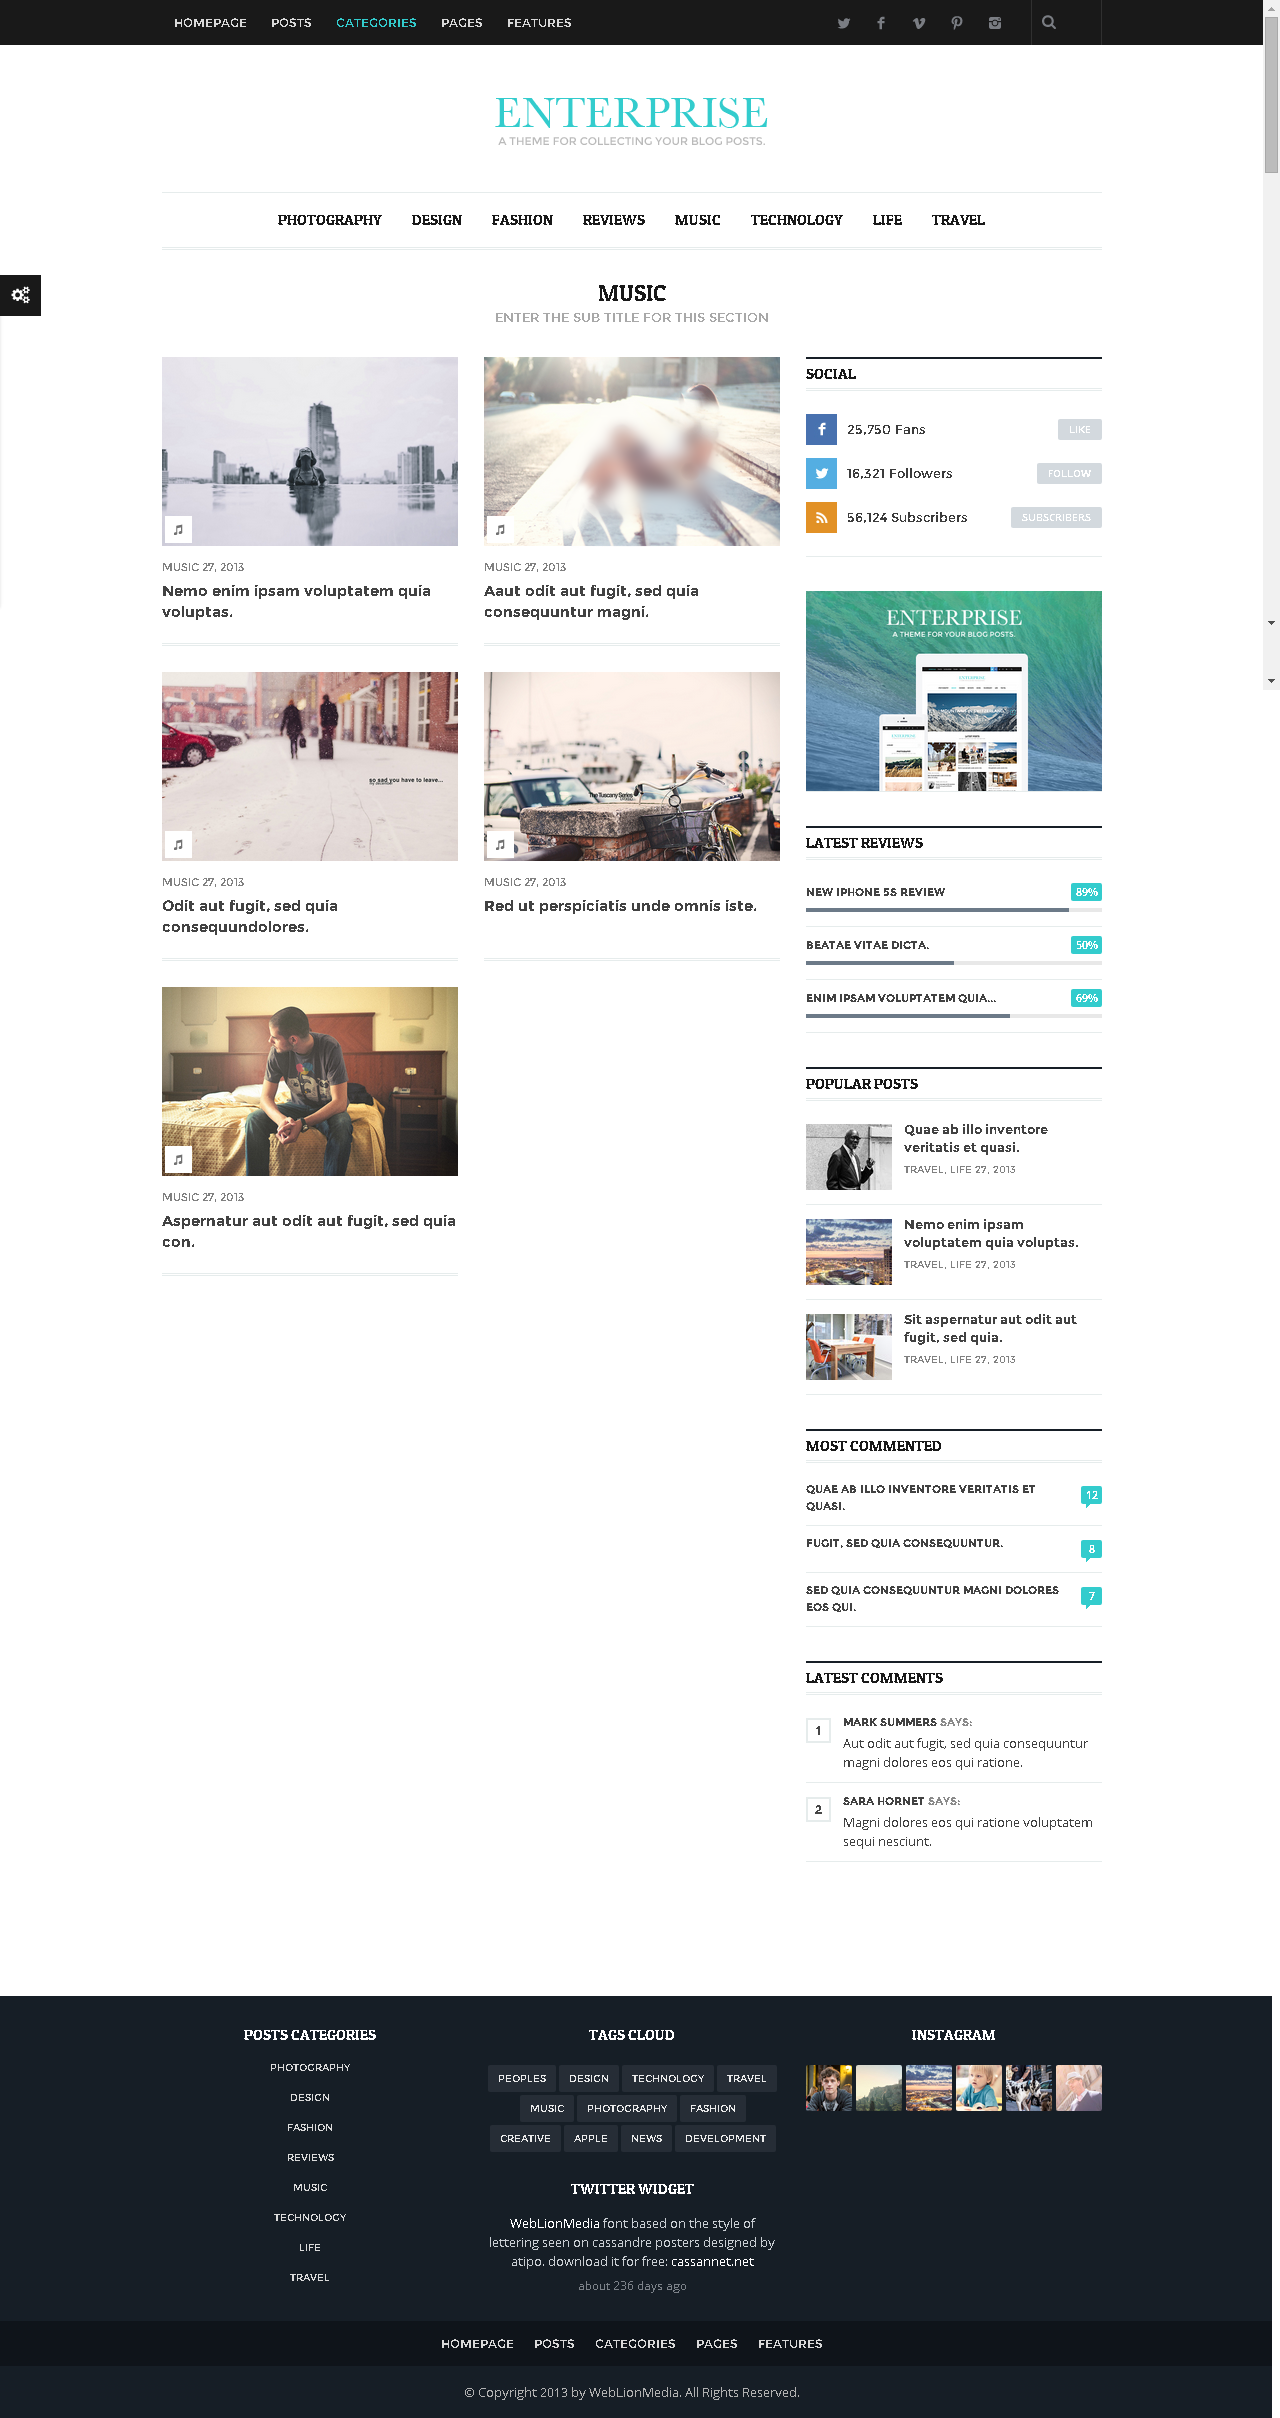 HOMEPAGE POSTS CATEGORIES PAGES FEATURES
ENTERPRISE
A THEME FOR COLLECTING YOUR BLOG POSTS.
PHOTOGRAPHY DESIGN FASHION REVIEWS MUSIC TECHNOLOGY LIFE TRAVEL
MUSIC
ENTER THE SUB TITLE FOR THIS SECTION
MUSIC 27, 2013
Nemo enim ipsam voluptatem quia
voluptas.
MUSIC 27, 2013
Aaut odit aut fugit, sed quia
consequuntur magni.
so sad you have to leave...
MUSIC 27, 2013
Odit aut fugit, sed quia
consequundolores.
The Tuscany Series
MUSIC 27, 2013
Red ut perspiciatis unde omnis iste.
MUSIC 27, 2013
Aspernatur aut odit aut fugit, sed quia
con.
SOCIAL
25,750 Fans LIKE
16,321 Followers FOLLOW
56,124 Subscribers SUBSCRIBERS
ENTERPRISE
A THEME FOR YOUR BLOG POSTS.
LATEST REVIEWS
NEW IPHONE 5S REVIEW 89%
BEATAE VITAE DICTA. 50%
ENIM IPSAM VOLUPTATEM QUIA... 69%
POPULAR POSTS
Quae ab illo inventore
veritatis et quasi.
TRAVEL, LIFE 27, 2013
Nemo enim ipsam
voluptatem quia voluptas.
TRAVEL, LIFE 27, 2013
Sit aspernatur aut odit aut
fugit, sed quia.
TRAVEL, LIFE 27, 2013
MOST COMMENTED
QUAE AB ILLO INVENTORE VERITATIS ET
QUASI.
12
FUGIT, SED QUIA CONSEQUUNTUR.
8
SED QUIA CONSEQUUNTUR MAGNI DOLORES
EOS QUI.
7
LATEST COMMENTS
1
MARK SUMMERS SAYS:
Aut odit aut fugit, sed quia consequuntur
magni dolores eos qui ratione.
2
SARA HORNET SAYS:
Magni dolores eos qui ratione voluptatem
sequi nesciunt.
POSTS CATEGORIES
PHOTOGRAPHY
DESIGN
FASHION
REVIEWS
MUSIC
TECHNOLOGY
LIFE
TRAVEL
TAGS CLOUD
PEOPLES DESIGN TECHNOLOGY TRAVEL
MUSIC PHOTOGRAPHY FASHION
CREATIVE APPLE NEWS DEVELOPMENT
TWITTER WIDGET
WebLionMedia font based on the style of
lettering seen on cassandre posters designed by
atipo. download it for free: cassannet.net
about 236 days ago
INSTAGRAM
HOMEPAGE POSTS CATEGORIES PAGES FEATURES
© Copyright 2013 by WebLionMedia. All Rights Reserved.